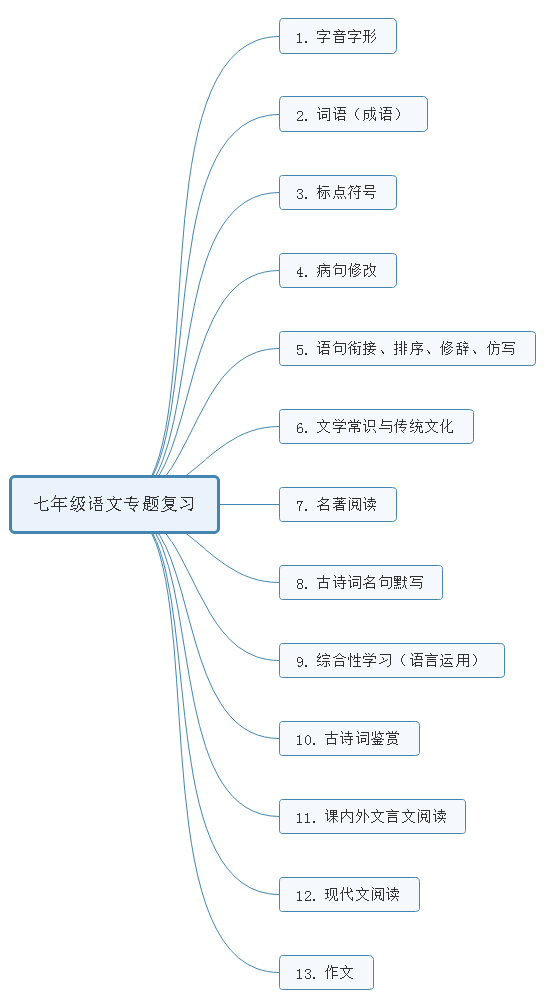 七年级语文专题复习
1. 字音字形
2. 词语（成语）
3. 标点符号
4. 病句修改
5. 语句衔接、排序、修辞、仿写
6. 文学常识与传统文化
7. 名著阅读
8. 古诗词名句默写
9. 综合性学习（语言运用）
10. 古诗词鉴赏
11. 课内外文言文阅读
12. 现代文阅读
13. 作文